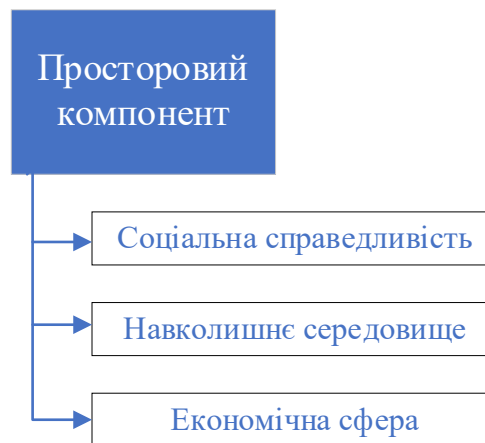 Просторовий
компонент
Соціальна справедливість
Навколишнє середовище
Економічна сфера